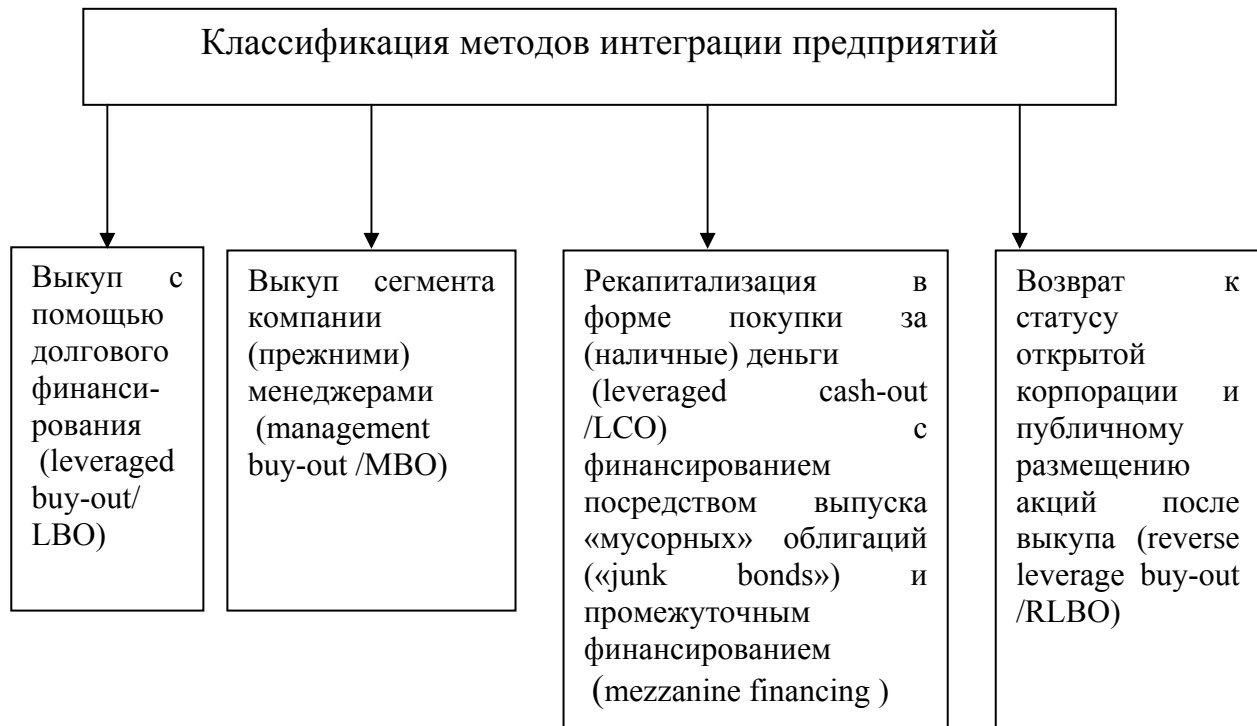 Классификация методов интеграции предприятий
Выкуп с
помощью
долгового
финанси-
рования
(leveraged
buy-out/
LBO)
Выкуп сегмента
компании
(прежними)
менеджерами
(management
buy-out /MBO)
Рекапитализация в
форме покупки за
(наличные) деньги
(leveraged cash-out
/LCO) с
финансированием
посредством выпуска
«мусорных» облигаций
(«junk bonds») и
промежуточным
финансированием
(mezzanine financing )
Возврат к
статусу
открытой
корпорации и
публичному
размещению
акций после
выкупа (reverse
leverage buy-out
/RLBO)